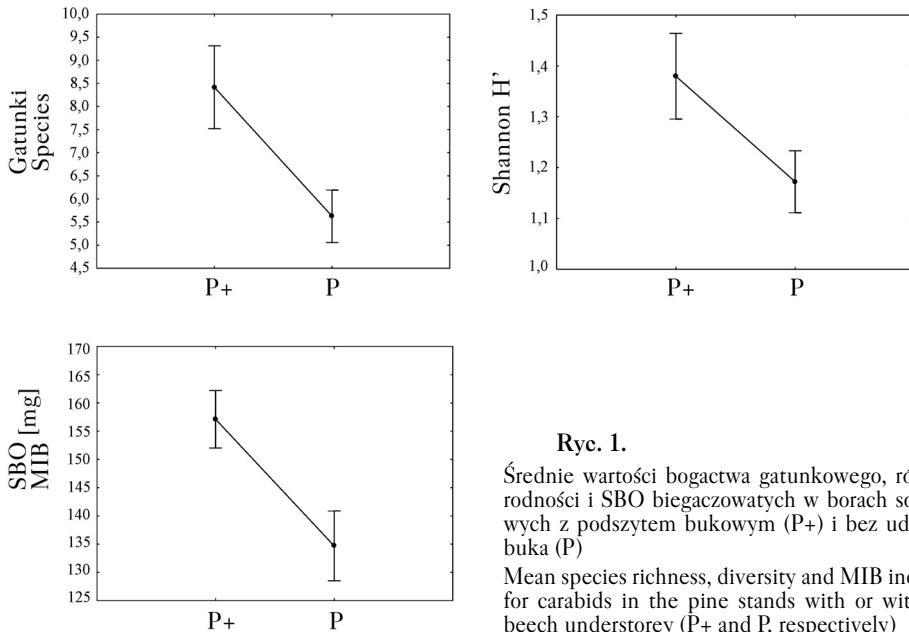 10,0
9,5
9,0
8,5
8,0
7,5
7,0
6,5
6,0
5,5
5,0
4,5
Gatunki
Species
P+ P
1,5
1,4
1,3
1,2
1,1
1,0
Shannon H'
P+ P
170
165
160
155
150
145
140
135
130
125
SBO [mg]
MIB
P+ P
Ryc. 1.
Średnie wartości bogactwa gatunkowego,
rodności i SBO biegaczowatych w borach
wych z podszytem bukowym (P+) i bez
buka (P)
Mean species richness, diversity and MIB
for carabids in the pine stands with or
beech understorey (P+ and P, respectively)